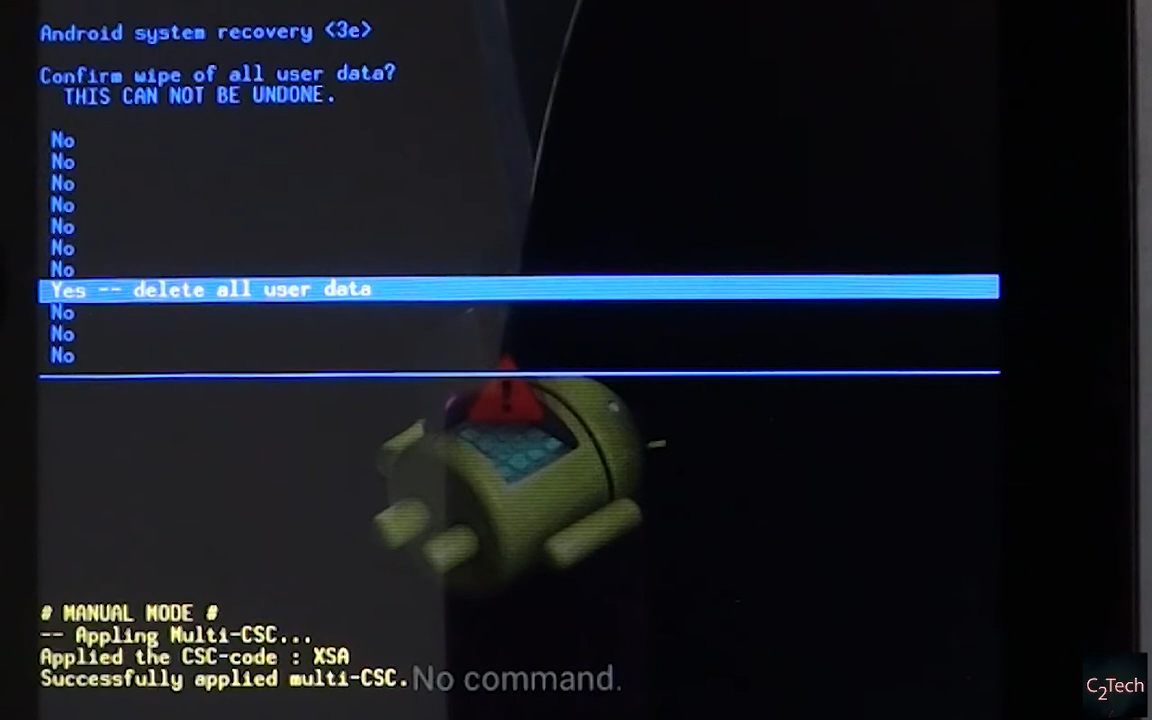 Android system recovery <3e>
Confirm wipe of all user data?
THIS CAN NOT BE UNDONE.
No
No
No
No
No
No
No
Yes -- delete all user data
No
No
No
# MANUAL MODE #
-- Appling Multi-CSC...
Applied the CSC-code : XSA
Successfully applied multi-CSC.
No command.
C2Tech